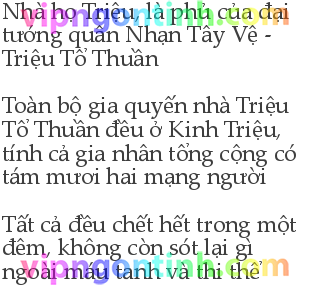 Nhà họ Triệu, là phủ của đại
vipngontinh.com
tướng quân Nhạn Tây Vệ -
Triệu Tổ Thuần
Toàn bộ gia quyến nhà Triệu
Tổ Thuần đều ở Kinh Triệu,
tính cả gia nhân tổng cộng có
tám mươi hai mạng người
Tất cả đều chết hết trong một
đêm, không còn sót lại gì
ngoài máu tanh và thi thể
vipngontinh.com